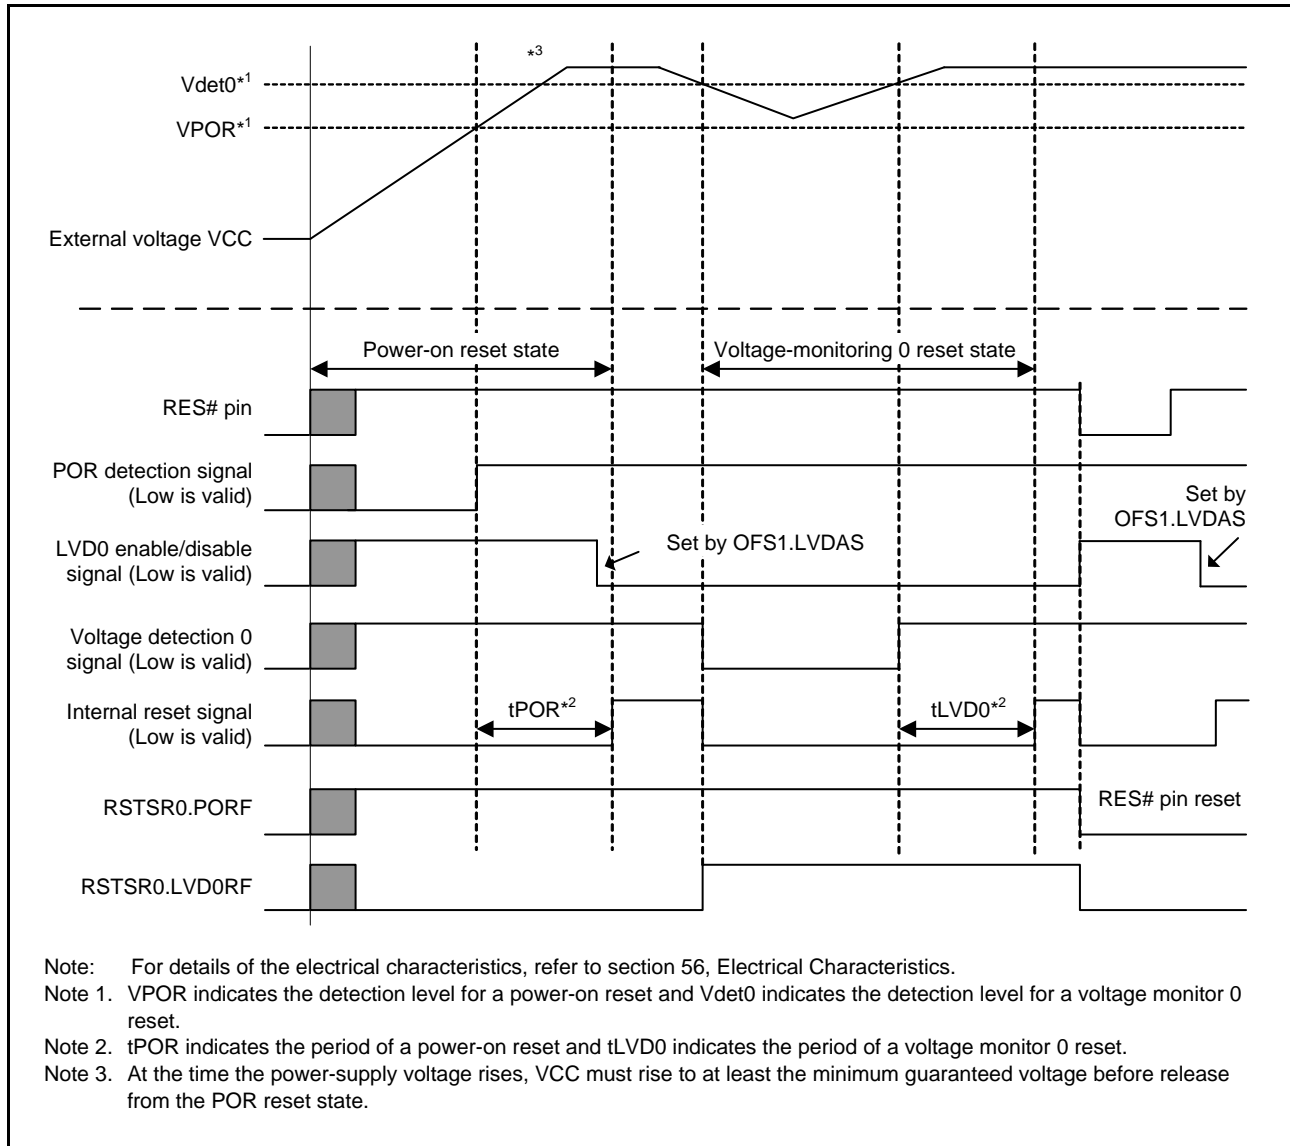 *3
Vdet0*1
VPOR*1
External voltage VCC
Power-on reset state
Voltage-monitoring 0 reset state
RES# pin
POR detection signal
(Low is valid)
Set by
OFS1.LVDAS
LVD0 enable/disable
signal (Low is valid)
Set by OFS1.LVDAS
Voltage detection 0
signal (Low is valid)
Internal reset signal
(Low is valid)
tPOR*2
tLVD0*2
RSTSR0.PORF
RES# pin reset
RSTSR0.LVD0RF
Note: For details of the electrical characteristics, refer to section 56, Electrical Characteristics.
Note 1. VPOR indicates the detection level for a power-on reset and Vdet0 indicates the detection level for a voltage monitor 0
reset.
Note 2. tPOR indicates the period of a power-on reset and tLVD0 indicates the period of a voltage monitor 0 reset.
Note 3. At the time the power-supply voltage rises, VCC must rise to at least the minimum guaranteed voltage before release
from the POR reset state.